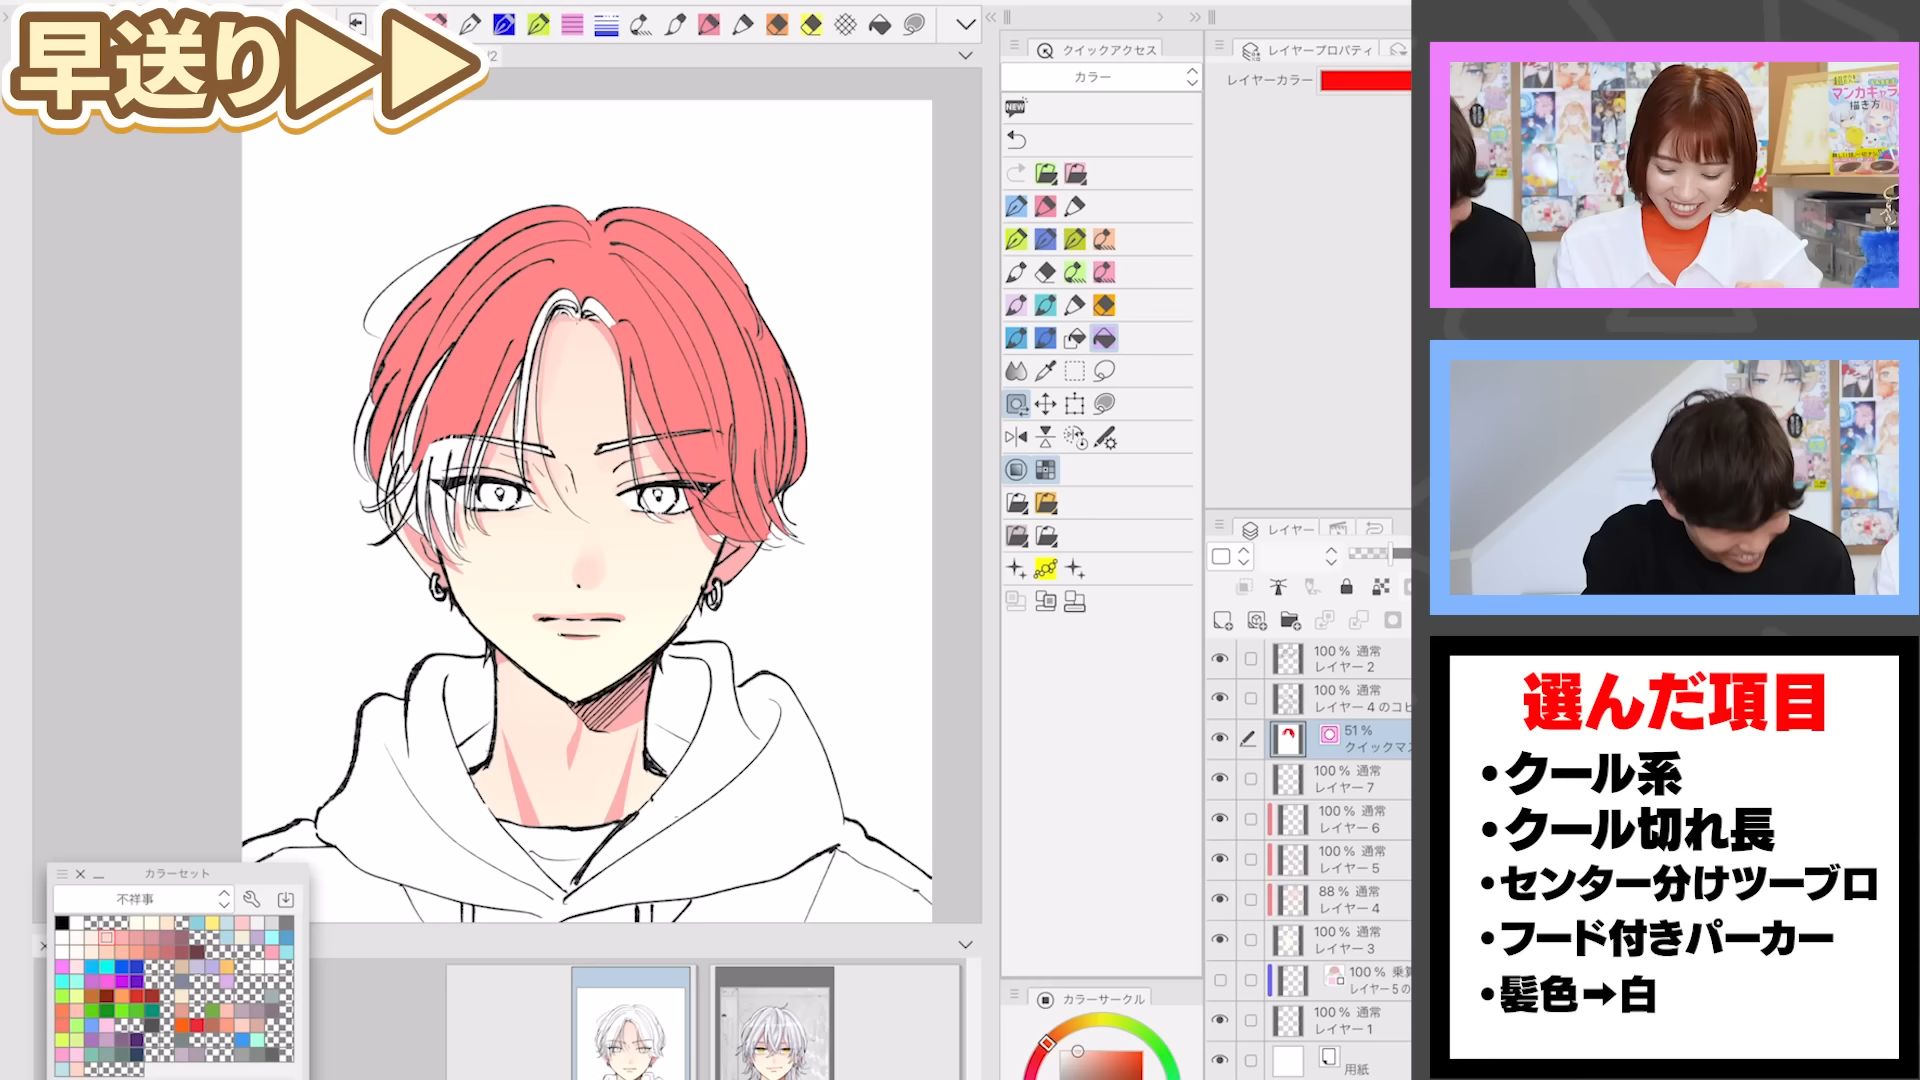 早送り
/2
クイックアクセス
カラー
NEW
レイヤープロパティ
レイヤーカラー
レイヤー
100% 通常
レイヤー 2
100% 通常
レイヤー 4 のコピ
51%
クイックマス
100% 通常
レイヤー 7
100% 通常
レイヤー 6
100% 通常
レイヤー 5
88% 通常
レイヤー 4
100% 通常
レイヤー 3
100% 乗算
レイヤー 5 の
100% 通常
レイヤー 1
用紙
カラーセット
不祥事
カラーサークル
マンガキャラ
描き方
選んだ項目
・クール系
・クール切れ長
・センター分けツーブロ
・フード付きパーカー
・髪色➡白